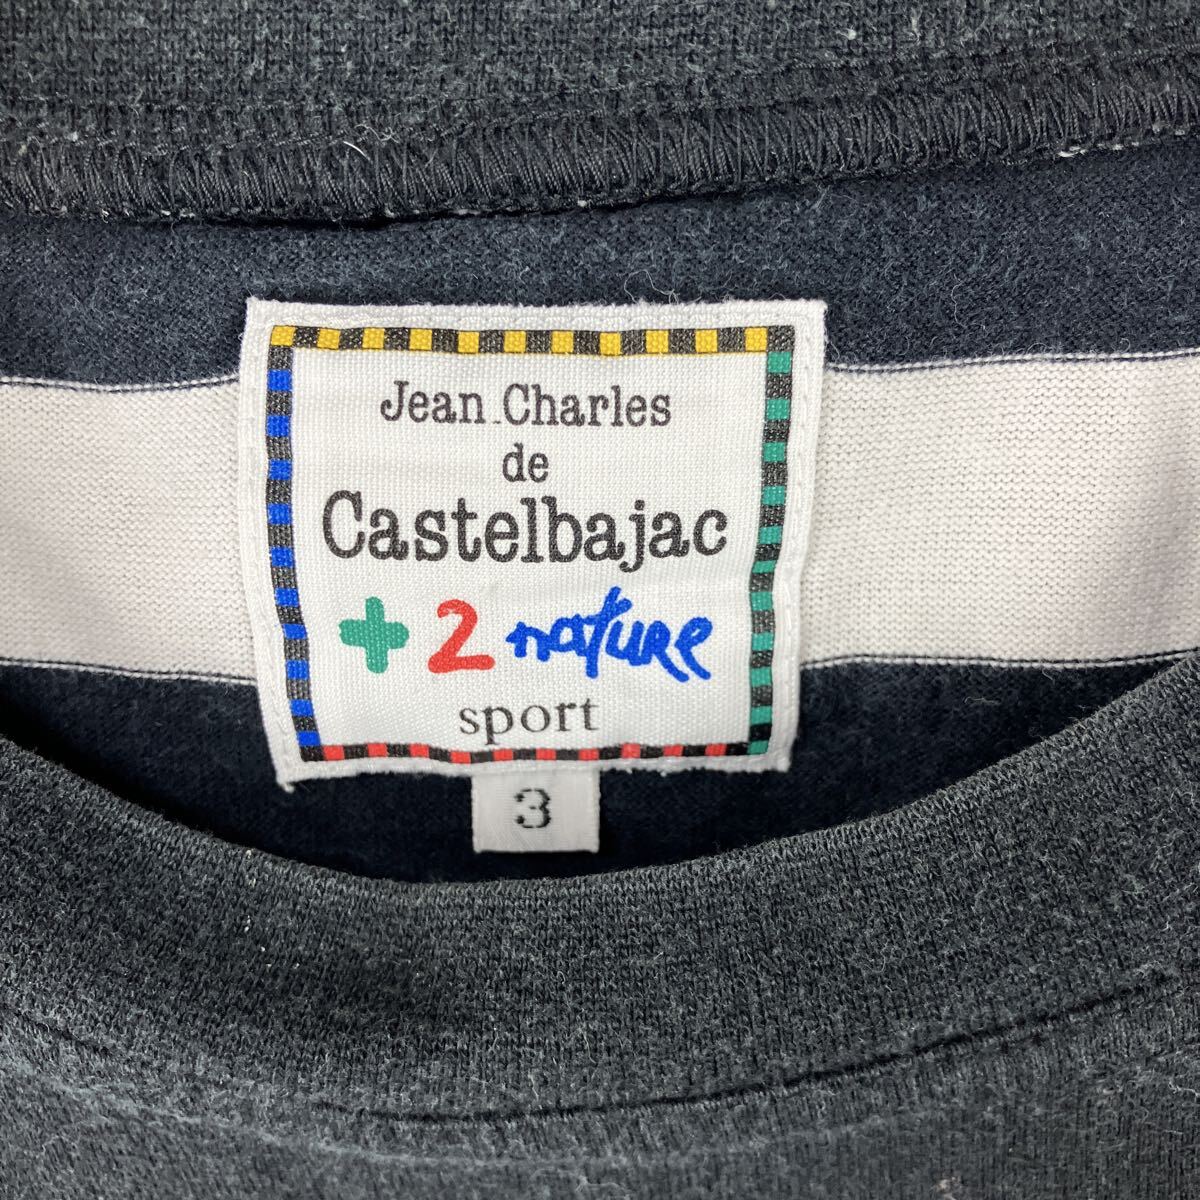 Jean Charles
de
Castelbajac
+ 2 nature
sport
3